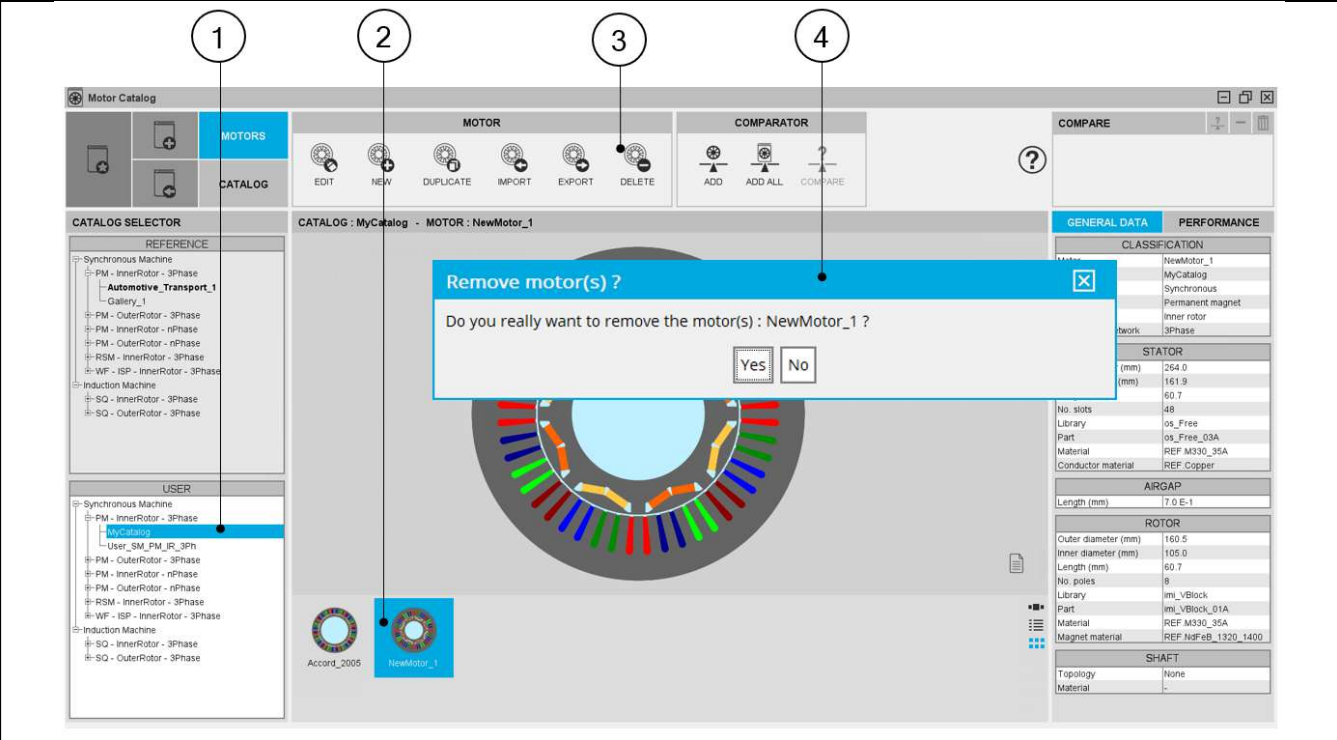 1
2
3
4
Motor Catalog
MOTORS
CATALOG
MOTOR
EDIT
NEW
DUPLICATE
IMPORT
EXPORT
DELETE
COMPARATOR
ADD
ADD ALL
COMPARE
?
COMPARE
CATALOG SELECTOR
REFERENCE
Synchronous Machine
PM - InnerRotor - 3Phase
Automotive_Transport_1
Gallery_1
PM - OuterRotor - 3Phase
PM - InnerRotor - nPhase
PM - OuterRotor - nPhase
RSM - InnerRotor - 3Phase
WF - ISP - InnerRotor - 3Phase
Induction Machine
SQ - InnerRotor - 3Phase
SQ - OuterRotor - 3Phase
USER
Synchronous Machine
PM - InnerRotor - 3Phase
MyCatalog
User_SM_PM_IR_3Ph
PM - OuterRotor - 3Phase
PM - InnerRotor - nPhase
PM - OuterRotor - nPhase
RSM - InnerRotor - 3Phase
WF - ISP - InnerRotor - 3Phase
Induction Machine
SQ - InnerRotor - 3Phase
SQ - OuterRotor - 3Phase
CATALOG : MyCatalog - MOTOR : NewMotor_1
Remove motor(s) ?
Do you really want to remove the motor(s) : NewMotor_1 ?
Yes No
Accord_2005
NewMotor_1
GENERAL DATA PERFORMANCE
CLASSIFICATION
NewMotor_1
MyCatalog
Synchronous
Permanent magnet
Inner rotor
3Phase
STATOR
(mm) 264.0
(mm) 161.9
60.7
No. slots 48
Library os_Free
Part os_Free_03A
Material REF.M330_35A
Conductor material REF.Copper
AIRGAP
Length (mm) 7.0 E-1
ROTOR
Outer diameter (mm) 160.5
Inner diameter (mm) 105.0
Length (mm) 60.7
No. poles 8
Library imi_VBlock
Part imi_VBlock_01A
Material REF.M330_35A
Magnet material REF.NdFeB_1320_1400
SHAFT
Topology None
Material -